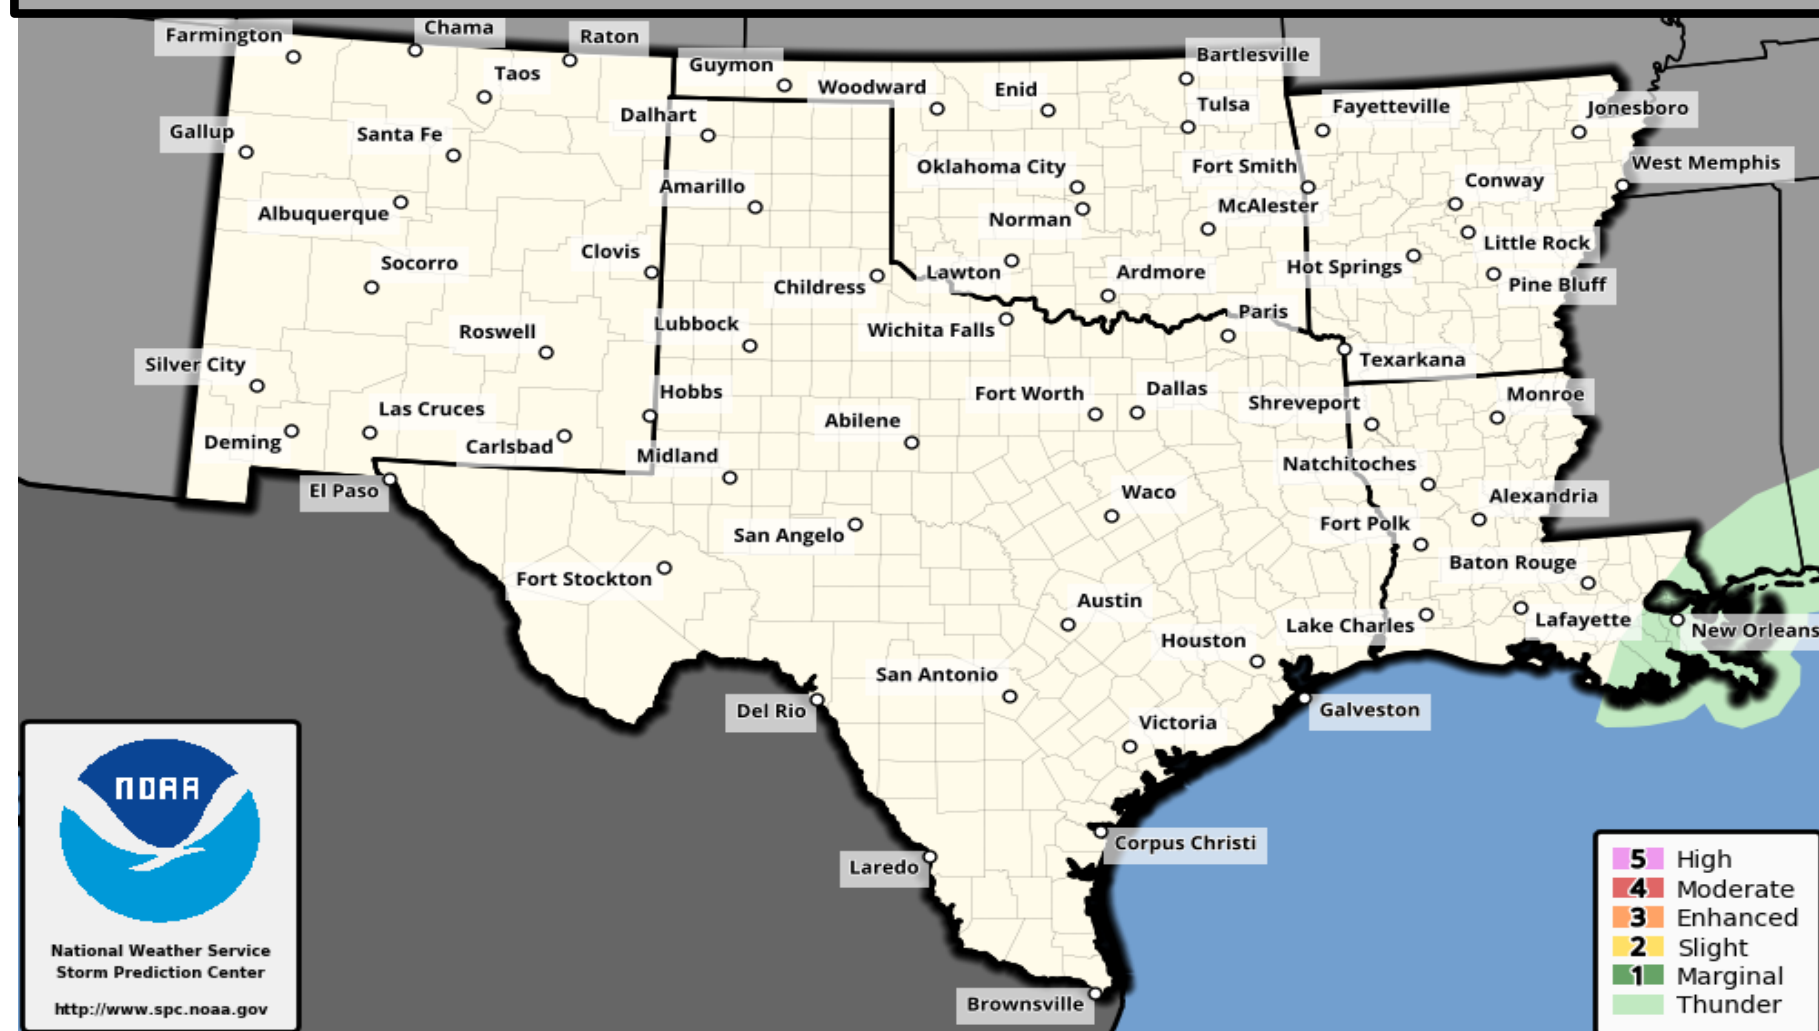 Farmington
Chama
Raton
Taos
Guymon
Woodward
Enid
Bartlesville
Tulsa
Fayetteville
Jonesboro
Dalhart
Gallup
Santa Fe
Oklahoma City
Fort Smith
West Memphis
Conway
Amarillo
Albuquerque
Norman
McAlester
Little Rock
Clovis
Socorro
Childress
Lawton
Ardmore
Hot Springs
Pine Bluff
Roswell
Lubbock
Wichita Falls
Paris
Texarkana
Silver City
Hobbs
Fort Worth
Dallas
Shreveport
Monroe
Las Cruces
Deming
Carlsbad
Midland
Abilene
Natchitoches
El Paso
Waco
Alexandria
San Angelo
Fort Polk
Fort Stockton
Baton Rouge
Austin
Lake Charles
Lafayette
New Orleans
Houston
San Antonio
Del Rio
Victoria
Galveston
Corpus Christi
Laredo
Brownsville
NOAA
National Weather Service
Storm Prediction Center
http://www.spc.noaa.gov
5 High
4 Moderate
3 Enhanced
2 Slight
1 Marginal
Thunder